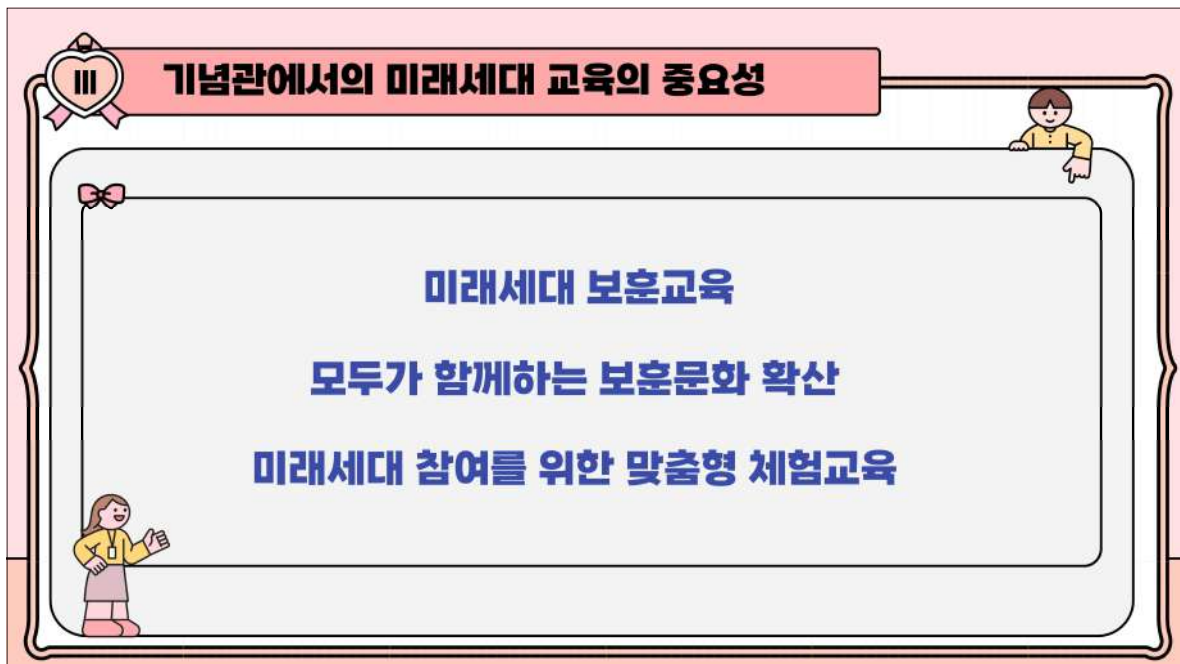 III
기념관에서의 미래세대 교육의 중요성
미래세대 보훈교육
모두가 함께하는 보훈문화 확산
미래세대 참여를 위한 맞춤형 체험교육